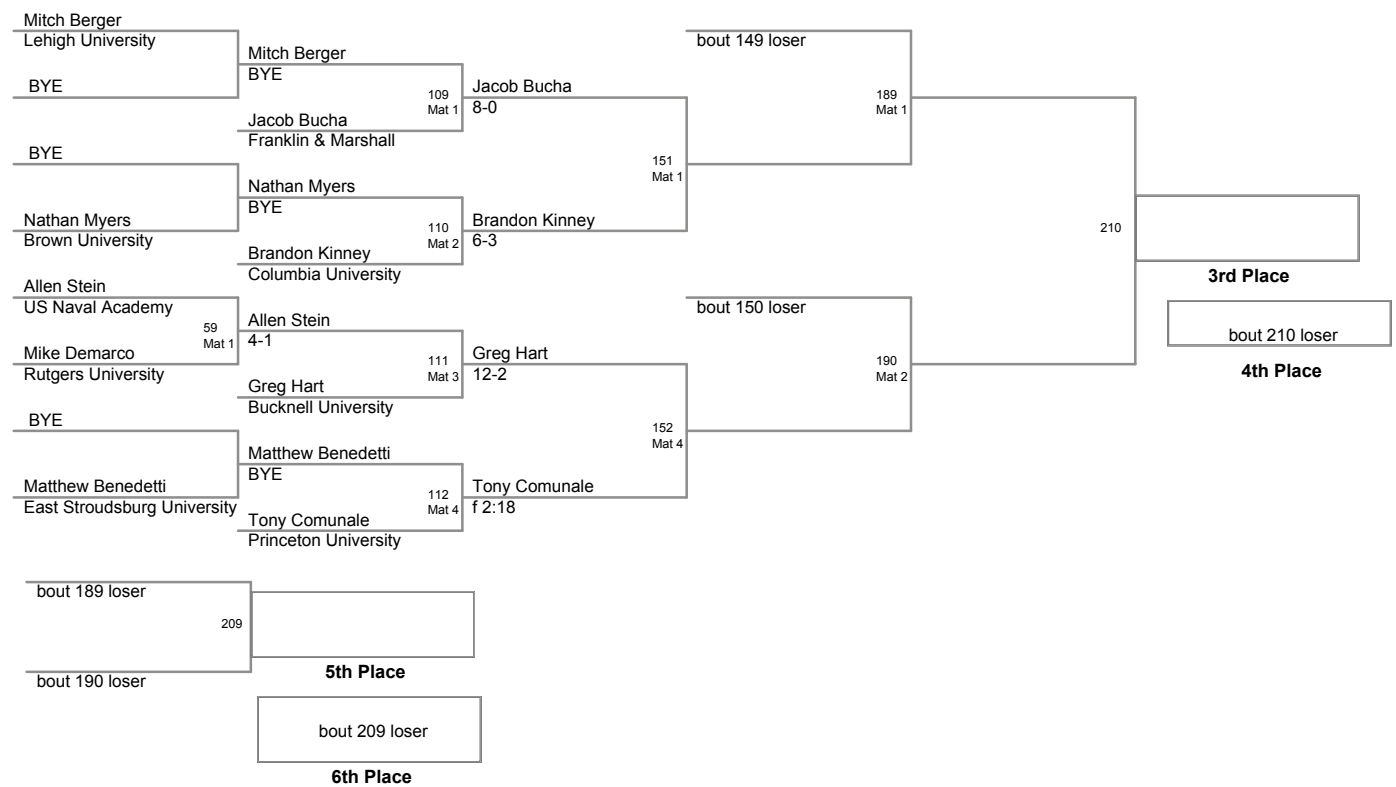 Mitch Berger
Lehigh University
BYE
BYE
Nathan Myers
Brown University
Allen Stein
US Naval Academy
59
Mat 1
Mike Demarco
Rutgers University
BYE
Matthew Benedetti
East Stroudsburg University
Mitch Berger
BYE
109
Mat 1
Jacob Bucha
Franklin & Marshall
Nathan Myers
BYE
110
Mat 2
Brandon Kinney
Columbia University
Allen Stein
4-1
111
Mat 3
Greg Hart
Bucknell University
Matthew Benedetti
BYE
112
Mat 4
Tony Comunale
Princeton University
Jacob Bucha
8-0
151
Mat 1
Brandon Kinney
6-3
Greg Hart
12-2
152
Mat 4
Tony Comunale
f 2:18
bout 149 loser
189
Mat 1
bout 150 loser
190
Mat 2
210
3rd Place
bout 210 loser
4th Place
bout 189 loser
209
bout 190 loser
5th Place
bout 209 loser
6th Place